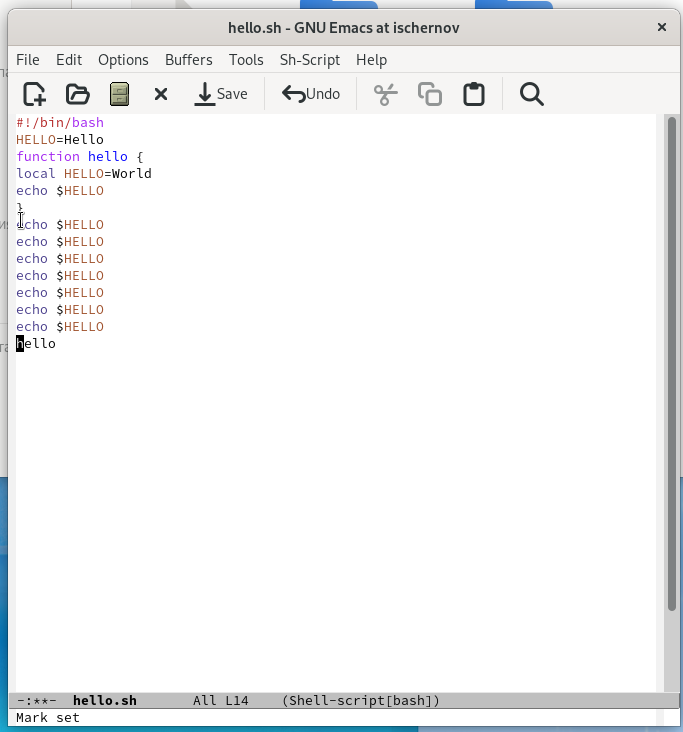 hello.sh - GNU Emacs at ischernov
File Edit Options Buffers Tools Sh-Script Help
Save Undo
#!/bin/bash
HELLO=Hello
function hello {
local HELLO=World
echo $HELLO
}
echo $HELLO
echo $HELLO
echo $HELLO
echo $HELLO
echo $HELLO
echo $HELLO
echo $HELLO
hello
-:**- hello.sh All L14 (Shell-script[bash])
Mark set